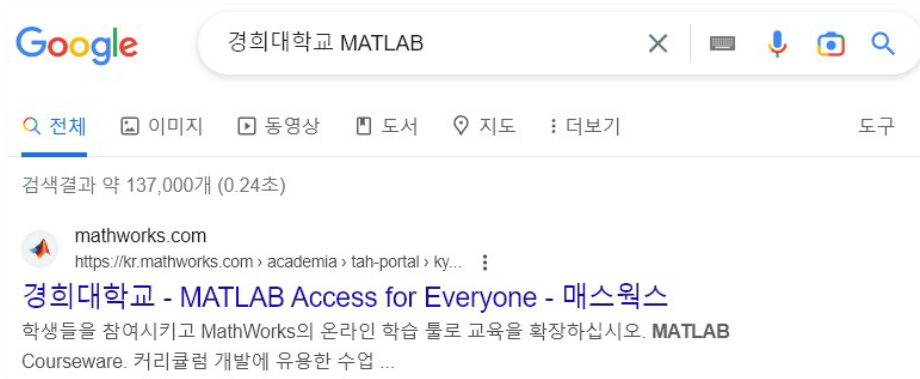 Google 경희대학교 MATLAB
전체 이미지 동영상 도서 지도 더보기 도구
검색결과 약 137,000개 (0.24초)
mathworks.com
https://kr.mathworks.com › academia › tah-portal › ky...
경희대학교 - MATLAB Access for Everyone - 매스웍스
학생들을 참여시키고 MathWorks의 온라인 학습 툴로 교육을 확장하십시오. MATLAB
Courseware. 커리큘럼 개발에 유용한 수업 ...